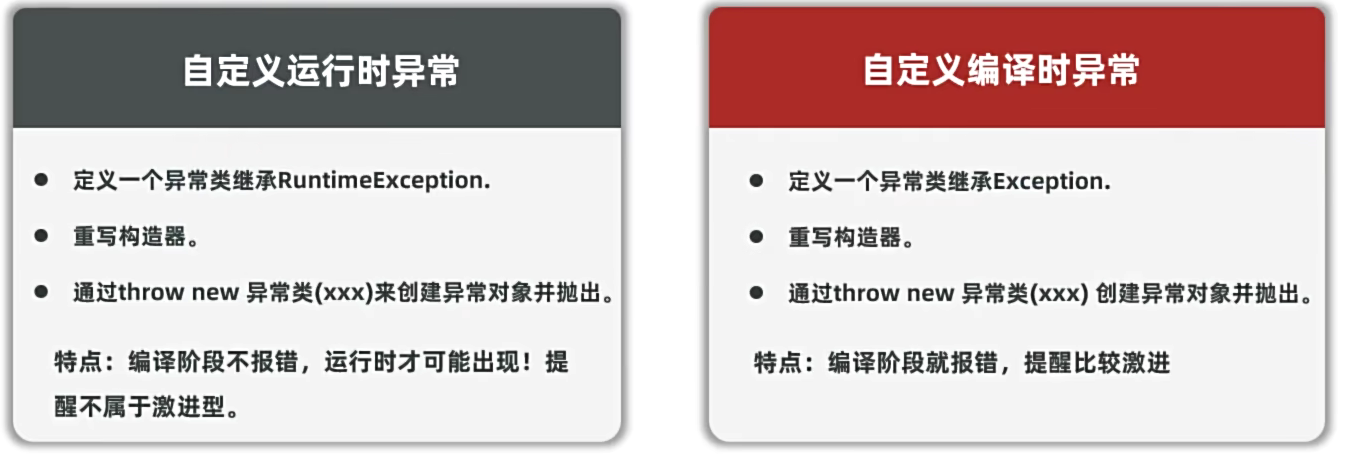 自定义运行时异常
定义一个异常类继承RuntimeException.
重写构造器。
通过throw new 异常类(xxx)来创建异常对象并抛出。
特点：编译阶段不报错，运行时才可能出现！提
醒不属于激进型。
自定义编译时异常
定义一个异常类继承Exception.
重写构造器。
通过throw new 异常类(xxx) 创建异常对象并抛出。
特点：编译阶段就报错，提醒比较激进